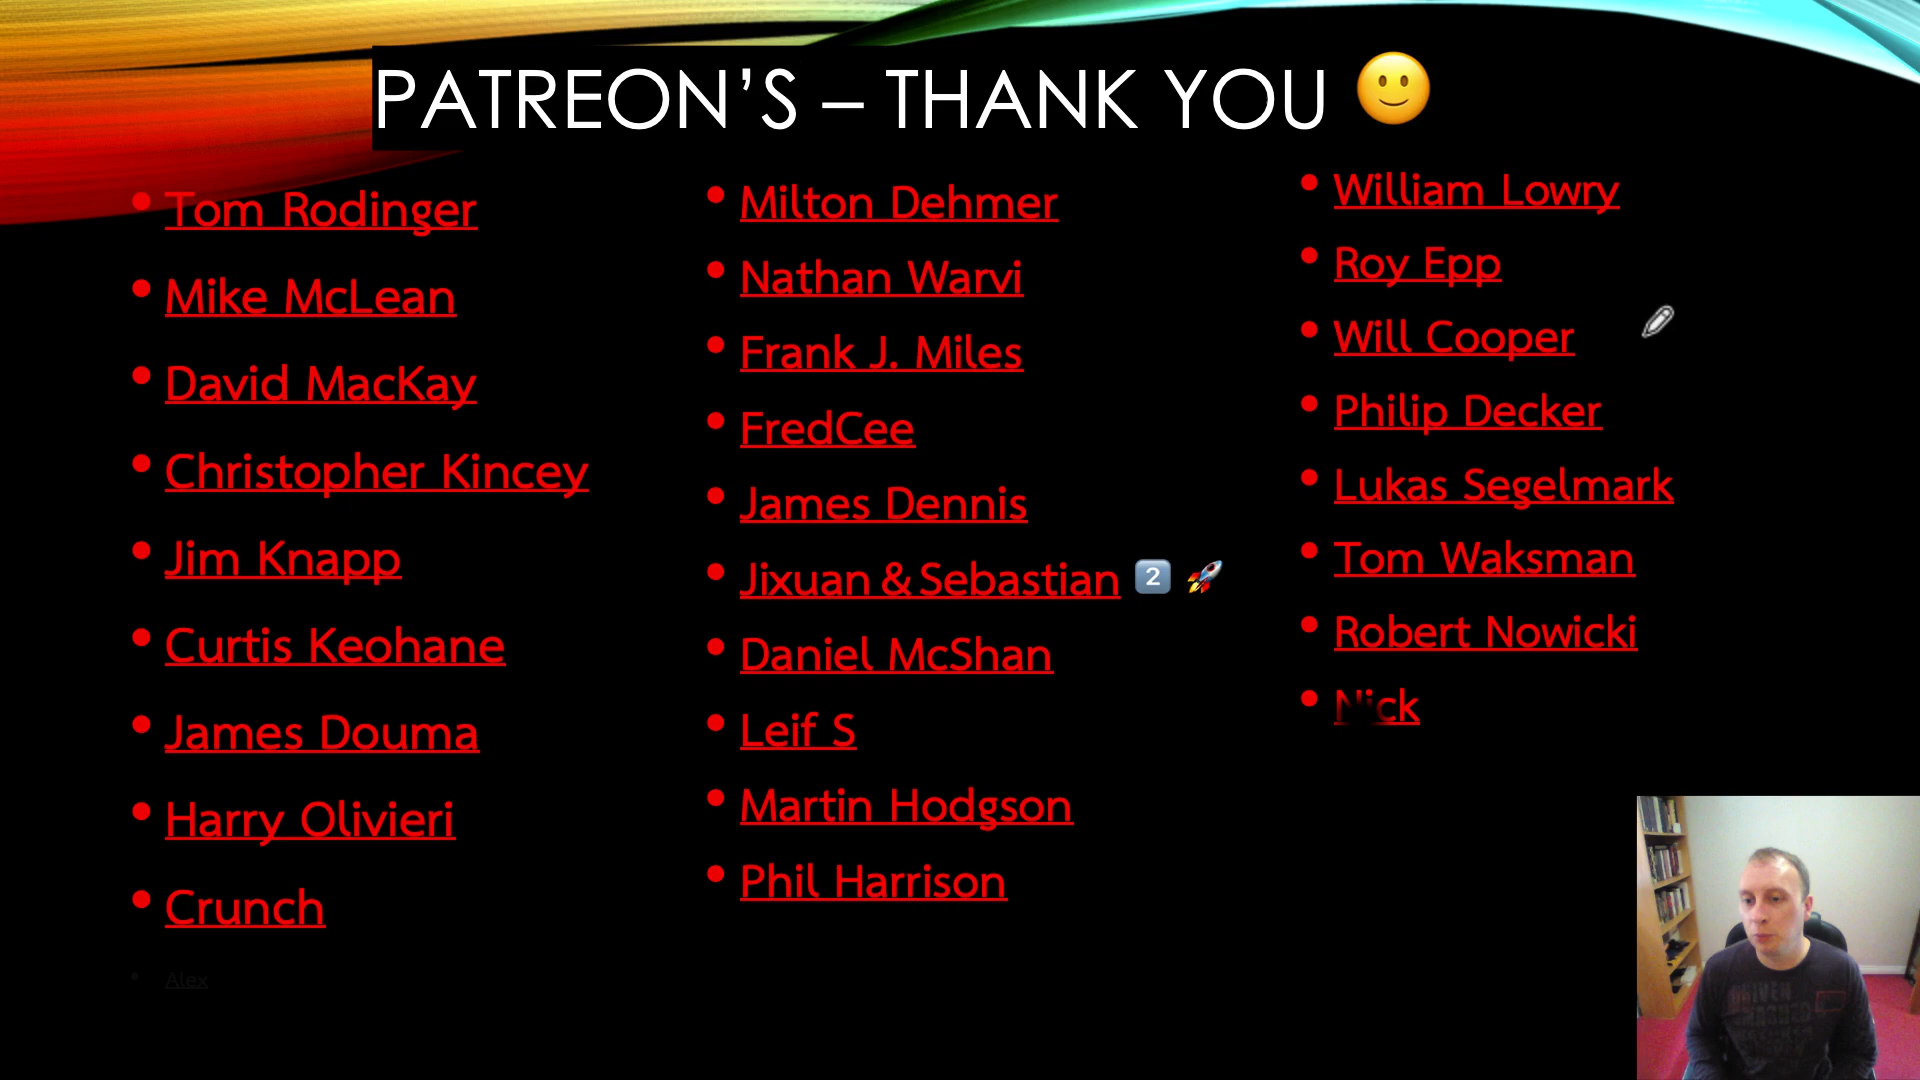 PATREON’S – THANK YOU 🙂
Tom Rodinger
Mike McLean
David MacKay
Christopher Kincey
Jim Knapp
Curtis Keohane
James Douma
Harry Olivieri
Crunch
Alex
Milton Dehmer
Nathan Warvi
Frank J. Miles
FredCee
James Dennis
Jixuan & Sebastian 2️⃣ 🚀
Daniel McShan
Leif S
Martin Hodgson
Phil Harrison
William Lowry
Roy Epp
Will Cooper
Philip Decker
Lukas Segelmark
Tom Waksman
Robert Nowicki
Nick